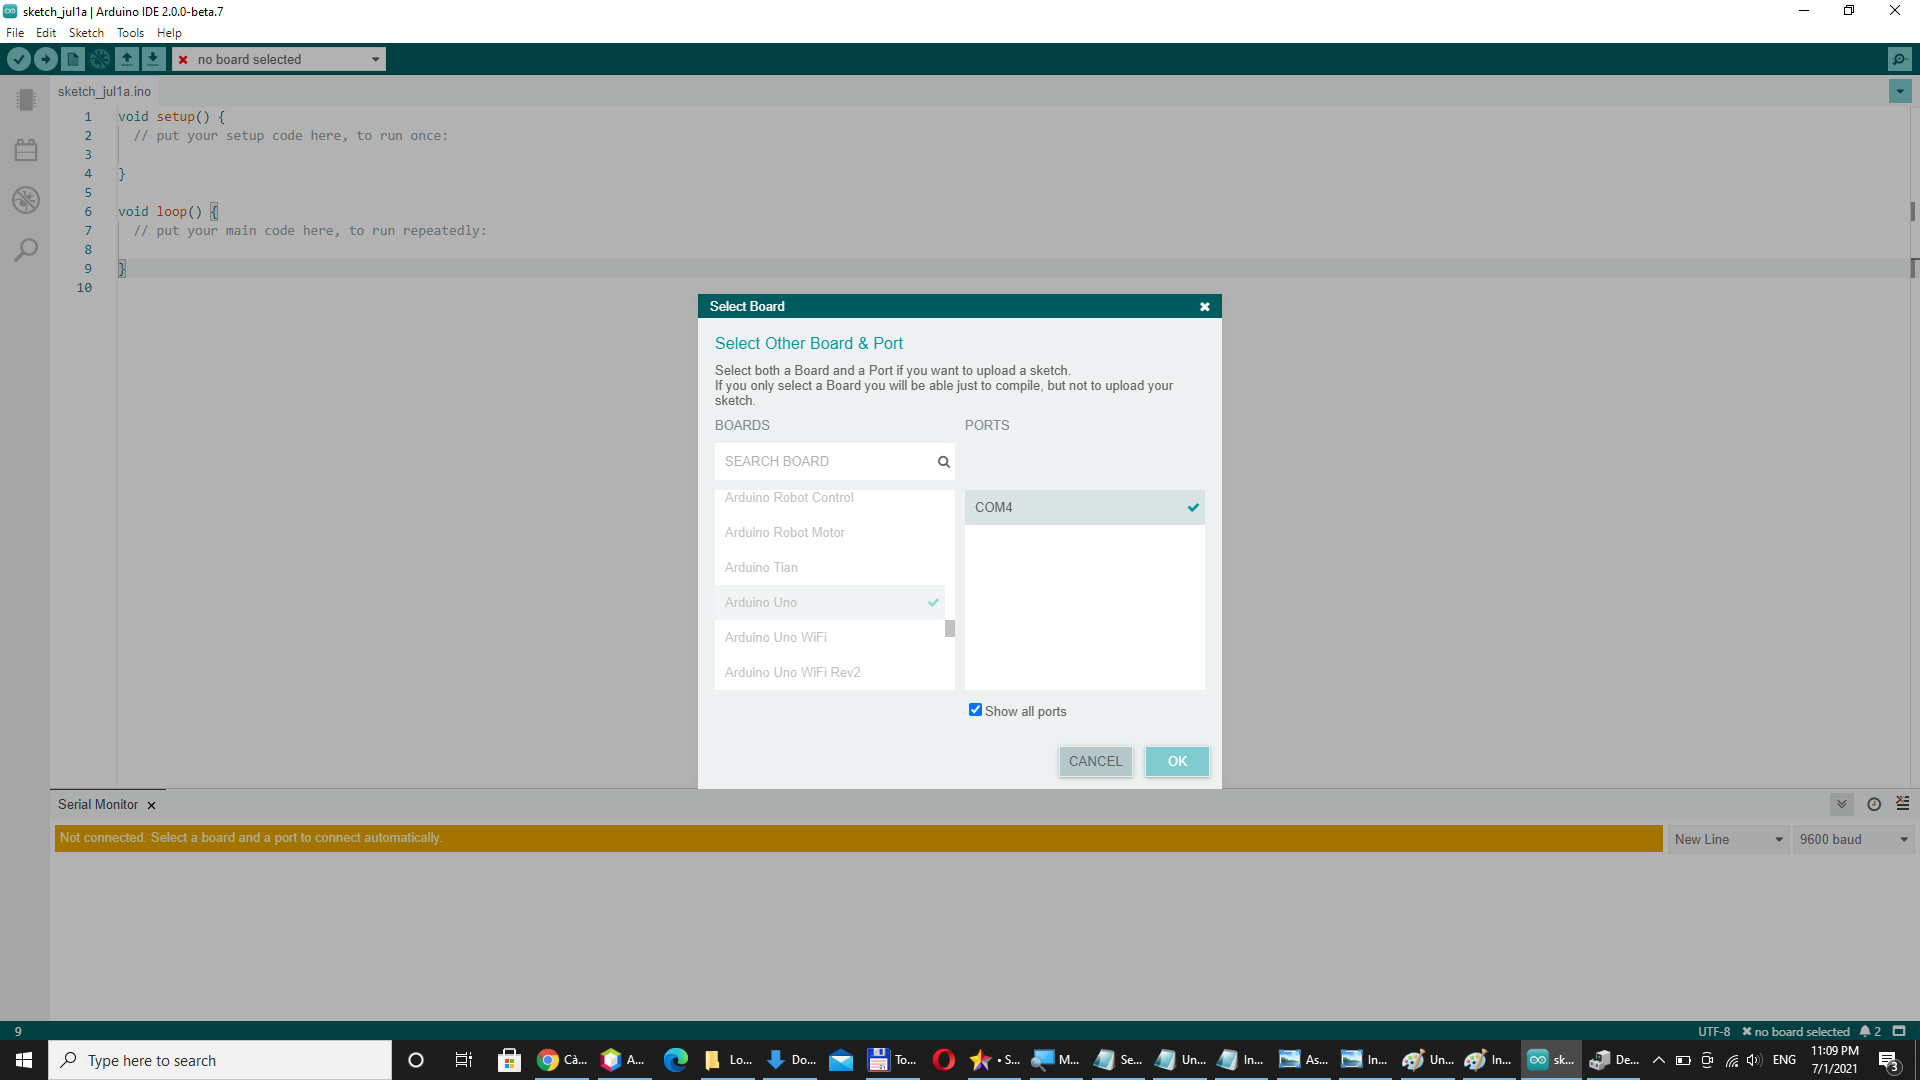 sketch_jul1a | Arduino IDE 2.0.0-beta.7
File Edit Sketch Tools Help
no board selected
sketch_jul1a.ino
1 void setup() {
2 // put your setup code here, to run once:
3
4 }
5
6 void loop() {
7 // put your main code here, to run repeatedly:
8
9 }
10
Select Board
Select Other Board & Port
Select both a Board and a Port if you want to upload a sketch.
If you only select a Board you will be able just to compile, but not to upload your
sketch.
BOARDS PORTS
SEARCH BOARD
Arduino Robot Control
COM4
Arduino Robot Motor
Arduino Tian
Arduino Uno
Arduino Uno WiFi
Arduino Uno WiFi Rev2
Show all ports
CANCEL OK
Serial Monitor
Not connected. Select a board and a port to connect automatically.
New Line 9600 baud
9 UTF-8 no board selected 2
Type here to search
Cà... A... Lo... Do... To... • S... M... Se... Un... In... As... In... Un... In... sk... De... ENG
11:09 PM
7/1/2021
3